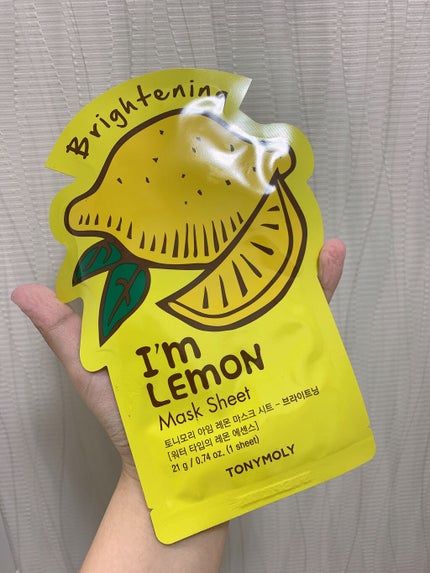 Brightening
I'm
LEMON
Mask Sheet
토니모리 아임 레몬 마스크 시트 - 브라이트닝
[워터 타입의 레몬 에센스]
21 g / 0.74 oz. (1 sheet)
TONYMOLY